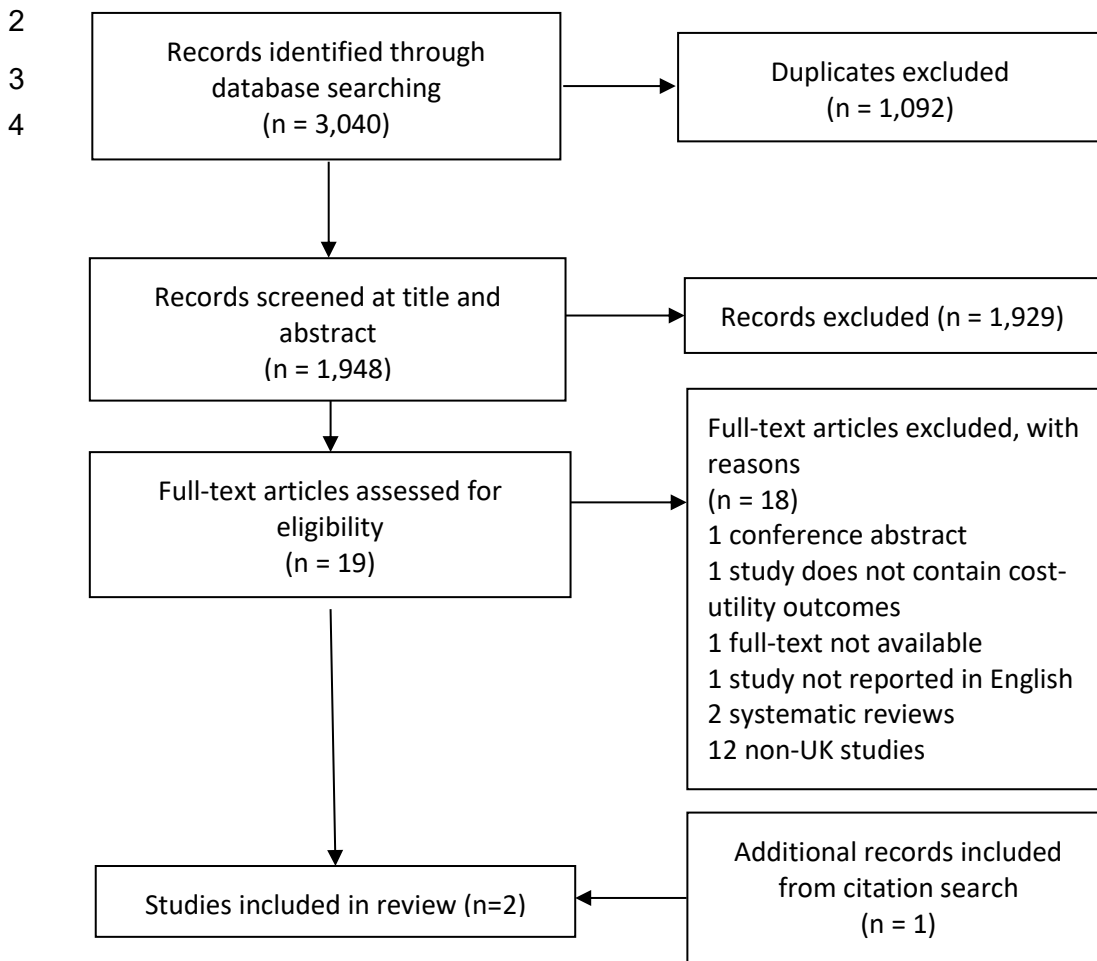 2
3
4
Records identified through
database searching
(n = 3,040)
Duplicates excluded
(n = 1,092)
Records screened at title and
abstract
(n = 1,948)
Records excluded (n = 1,929)
Full-text articles assessed for
eligibility
(n = 19)
Full-text articles excluded, with
reasons
(n = 18)
1 conference abstract
1 study does not contain cost-
utility outcomes
1 full-text not available
1 study not reported in English
2 systematic reviews
12 non-UK studies
Studies included in review (n=2)
Additional records included
from citation search
(n = 1)